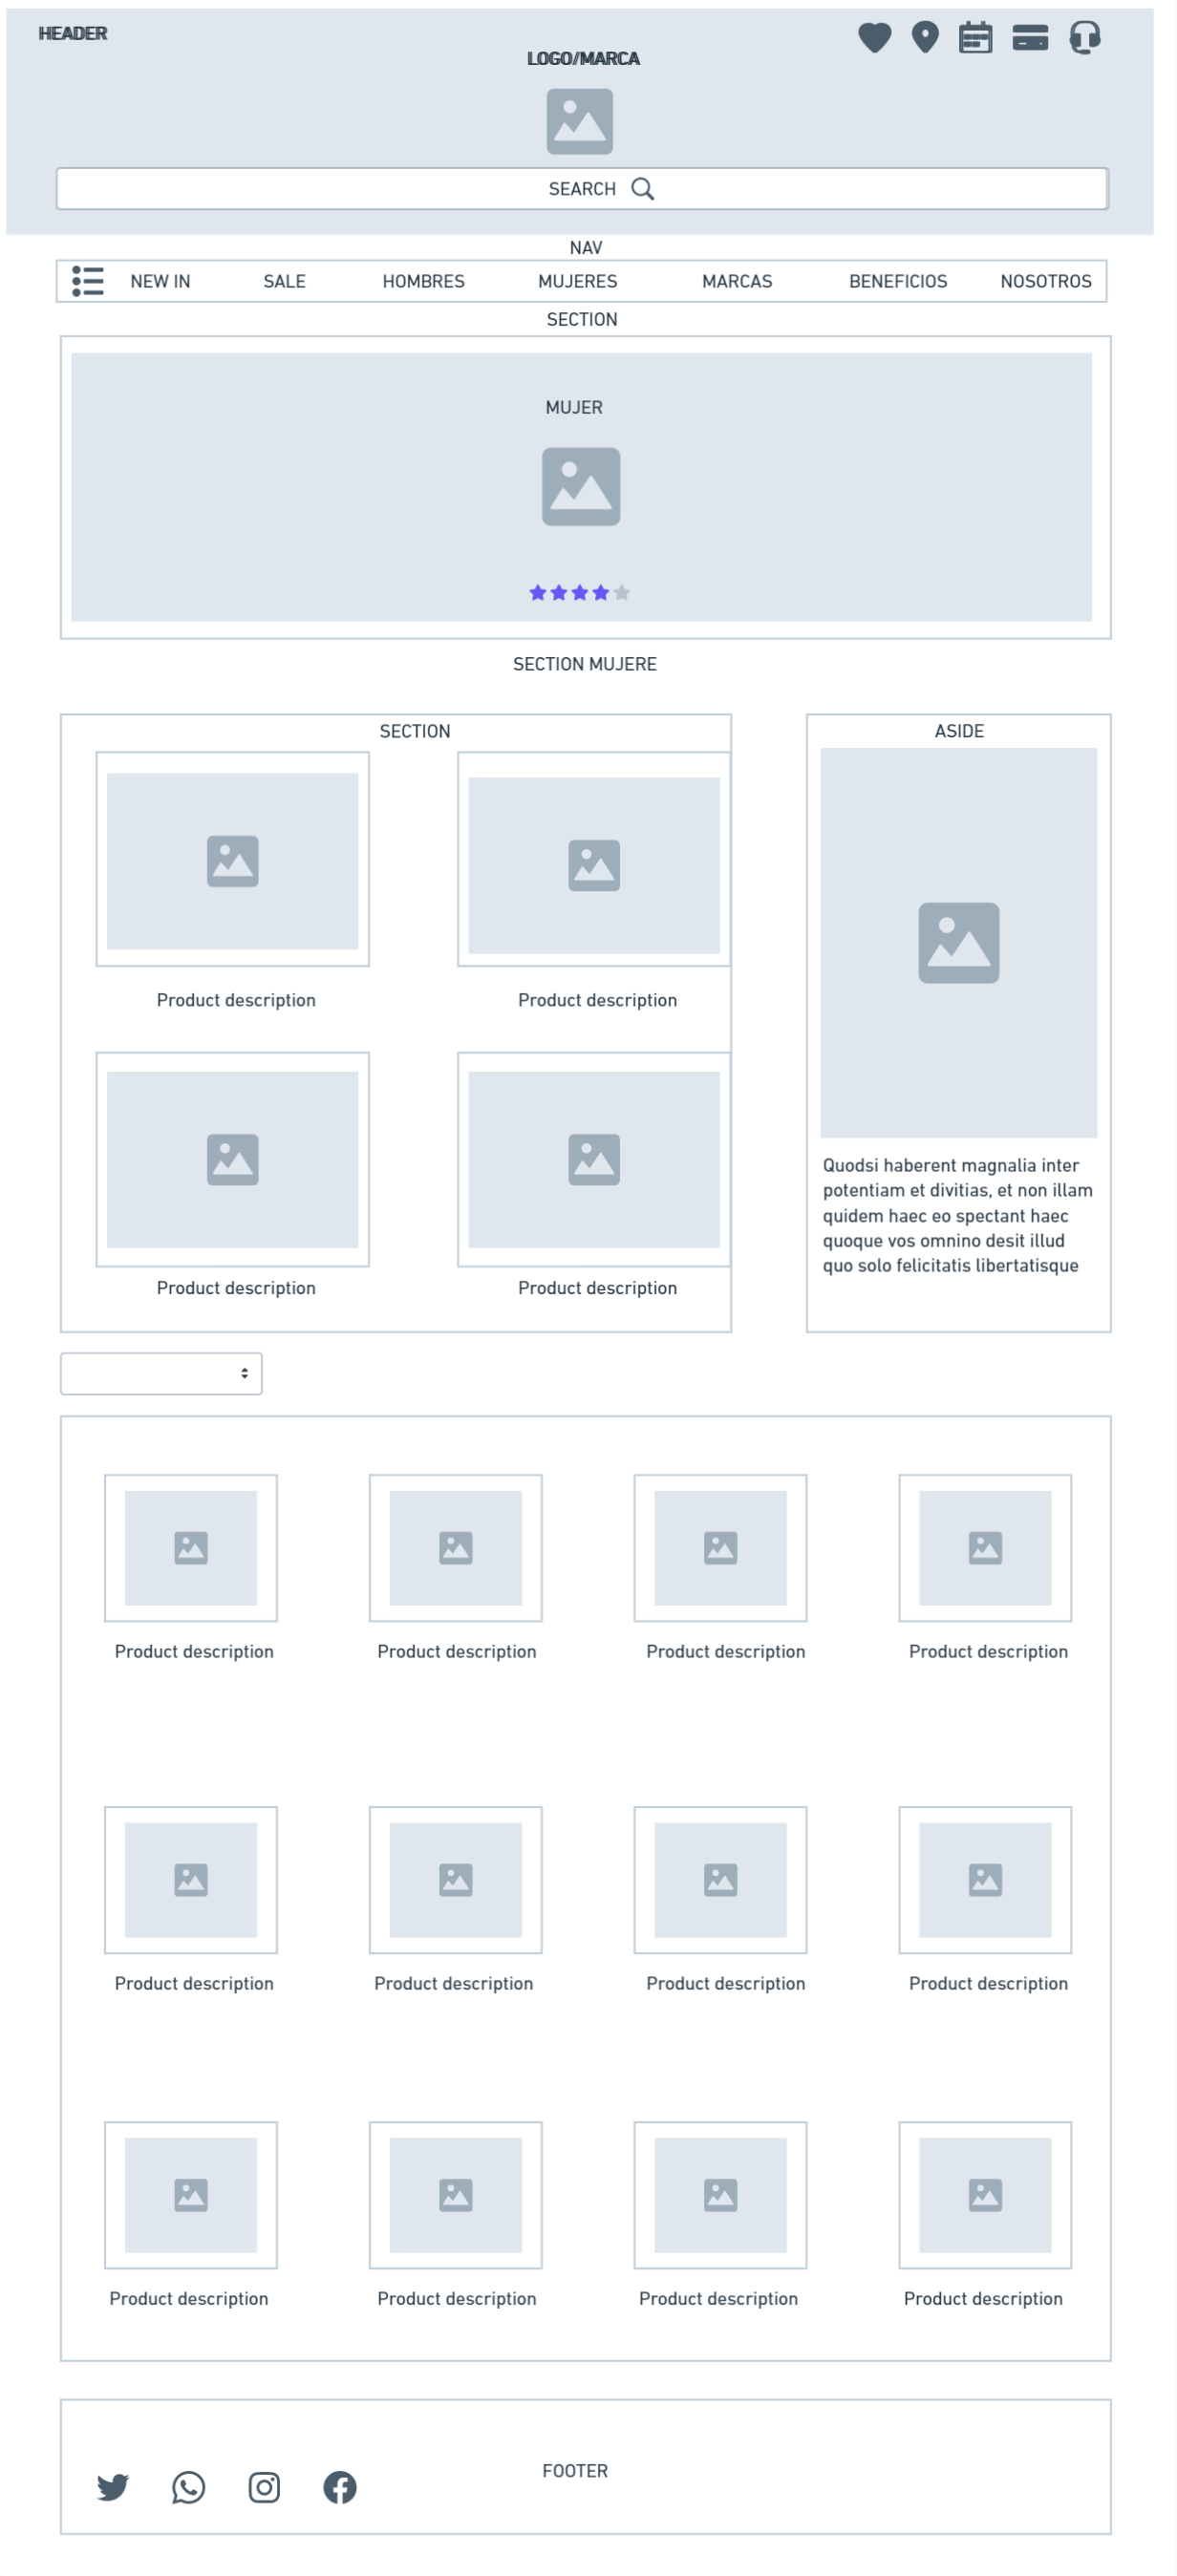 HEADER
LOGO/MARCA
SEARCH
NAV
NEW IN SALE HOMBRES MUJERES MARCAS BENEFICIOS NOSOTROS
SECTION
MUJER
SECTION MUJERE
SECTION
ASIDE
Product description Product description
Quodsi haberent magnalia inter
potentiam et divitias, et non illam
quidem haec eo spectant haec
quoque vos omnino desit illud
quo solo felicitatis libertatisque
Product description Product description
Product description Product description Product description Product description
Product description Product description Product description Product description
Product description Product description Product description Product description
FOOTER